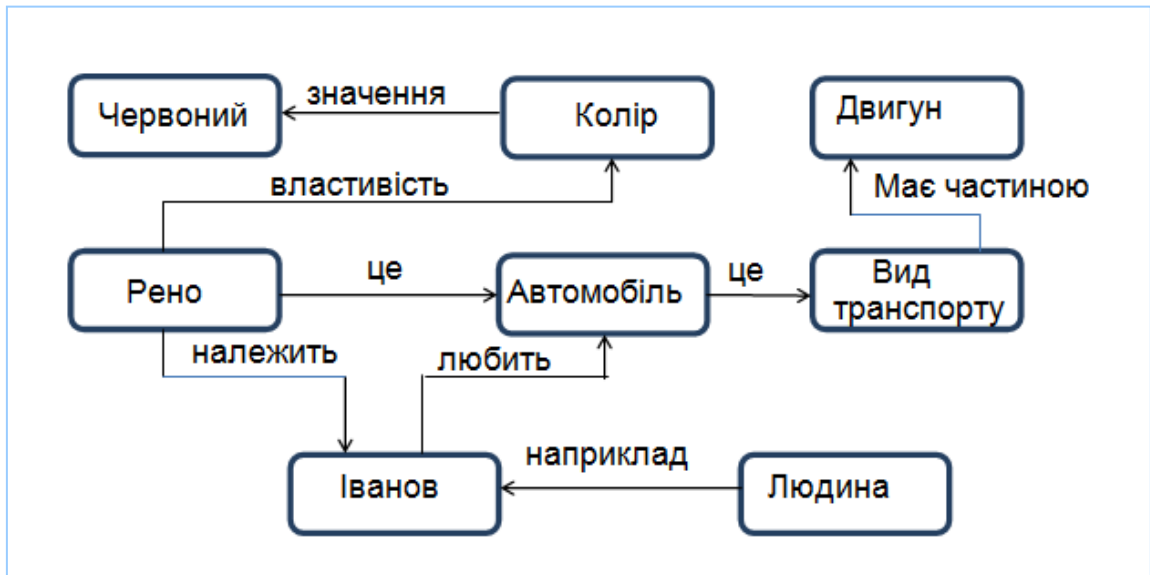 Червоний
значення
Колір
Двигун
властивість
Має частиною
Рено
це
Автомобіль
це
Вид
транспорту
належить
любить
Іванов
наприклад
Людина